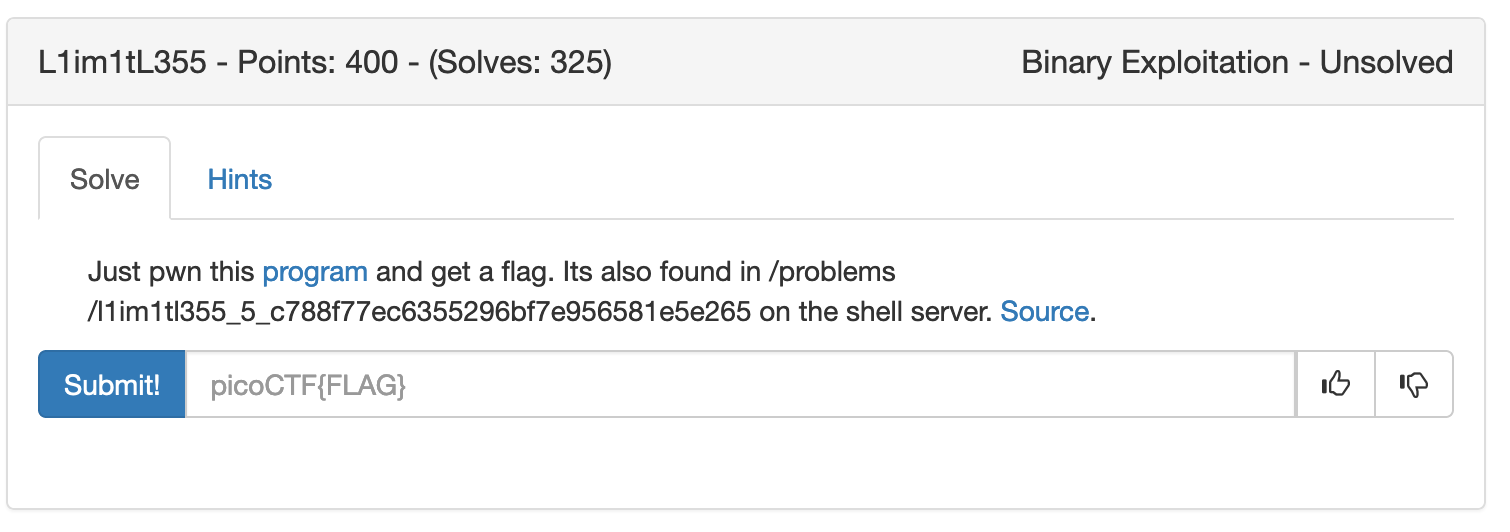 L1im1tL355 - Points: 400 - (Solves: 325) Binary Exploitation - Unsolved
Solve Hints
Just pwn this program and get a flag. Its also found in /problems
/l1im1tl355_5_c788f77ec6355296bf7e956581e5e265 on the shell server. Source.
Submit! picoCTF{FLAG}